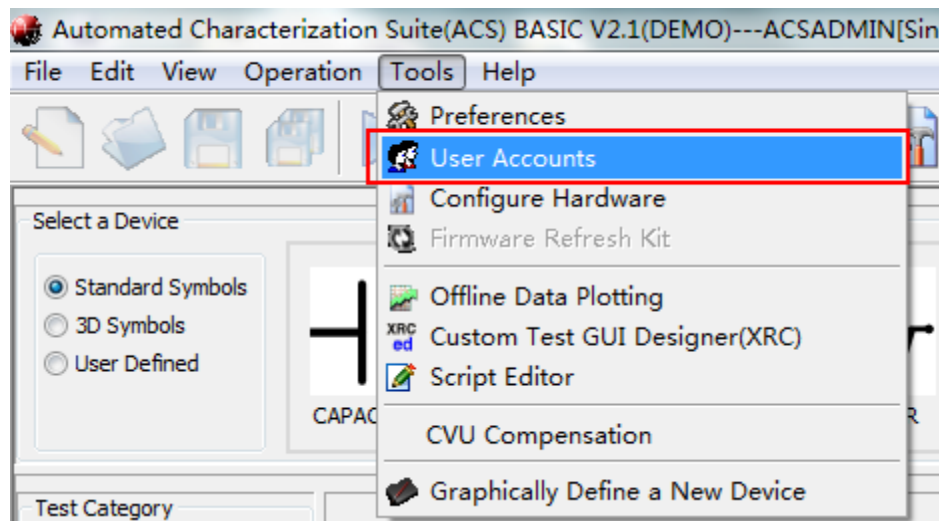 Automated Characterization Suite(ACS) BASIC V2.1(DEMO)---ACSADMIN[Sin
File Edit View Operation Tools Help
Preferences
User Accounts
Configure Hardware
Firmware Refresh Kit
Offline Data Plotting
XRC
ed
Custom Test GUI Designer(XRC)
Script Editor
CVU Compensation
Graphically Define a New Device
Select a Device
Standard Symbols
3D Symbols
User Defined
CAPAC
R
Test Category